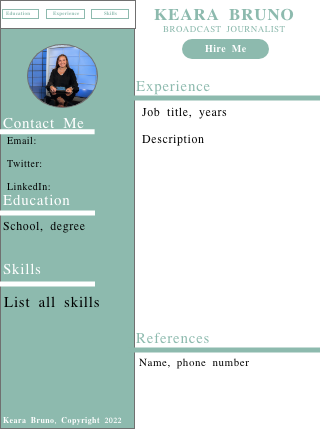 Education Experience Skills
KEARA BRUNO
BROADCAST JOURNALIST
Hire Me
Contact Me
Email:
Twitter:
LinkedIn:
Education
School, degree
Skills
List all skills
Keara Bruno, Copyright 2022
Experience
Job title, years
Description
References
Name, phone number